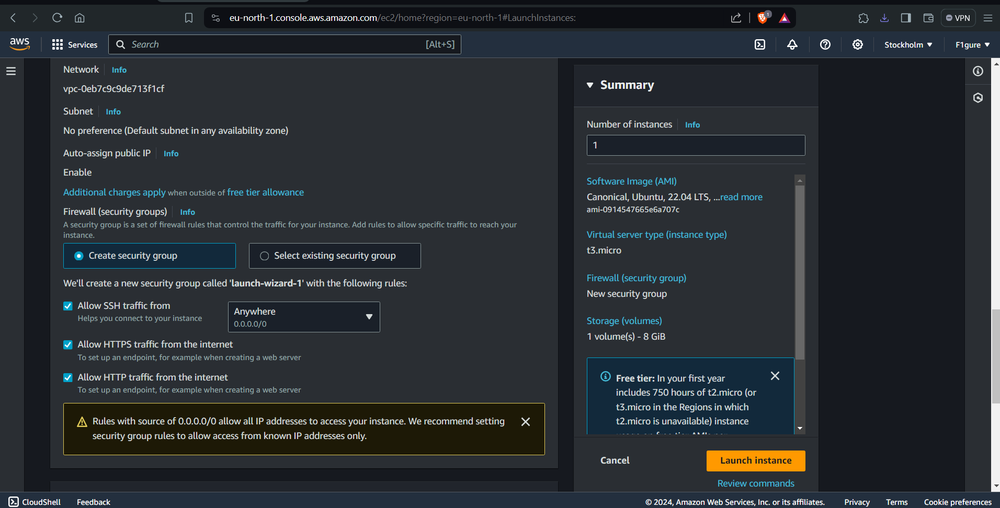 eu-north-1.console.aws.amazon.com/ec2/home?region=eu-north-1#LaunchInstances:
1
VPN
aws
Services
Search
[Alt+S]
Stockholm
F1gure
Network
Info
vpc-0eb7c9c9de713f1cf
Subnet
Info
No preference (Default subnet in any availability zone)
Auto-assign public IP
Info
Enable
Additional charges apply when outside of free tier allowance
Firewall (security groups)
Info
A security group is a set of firewall rules that control the traffic for your instance. Add rules to allow specific traffic to reach your
instance.
Create security group
Select existing security group
We'll create a new security group called 'launch-wizard-1' with the following rules:
Allow SSH traffic from
Helps you connect to your instance
Anywhere
0.0.0.0/0
Allow HTTPS traffic from the internet
To set up an endpoint, for example when creating a web server
Allow HTTP traffic from the internet
To set up an endpoint, for example when creating a web server
Rules with source of 0.0.0.0/0 allow all IP addresses to access your instance. We recommend setting
security group rules to allow access from known IP addresses only.
Summary
Number of instances
Info
1
Software Image (AMI)
Canonical, Ubuntu, 22.04 LTS, ...read more
ami-0914547665e6a707c
Virtual server type (instance type)
t3.micro
Firewall (security group)
New security group
Storage (volumes)
1 volume(s) - 8 GiB
Free tier: In your first year
includes 750 hours of t2.micro (or
t3.micro in the Regions in which
t2.micro is unavailable) instance
Cancel
Launch instance
Review commands
CloudShell
Feedback
© 2024, Amazon Web Services, Inc. or its affiliates.
Privacy
Terms
Cookie preferences